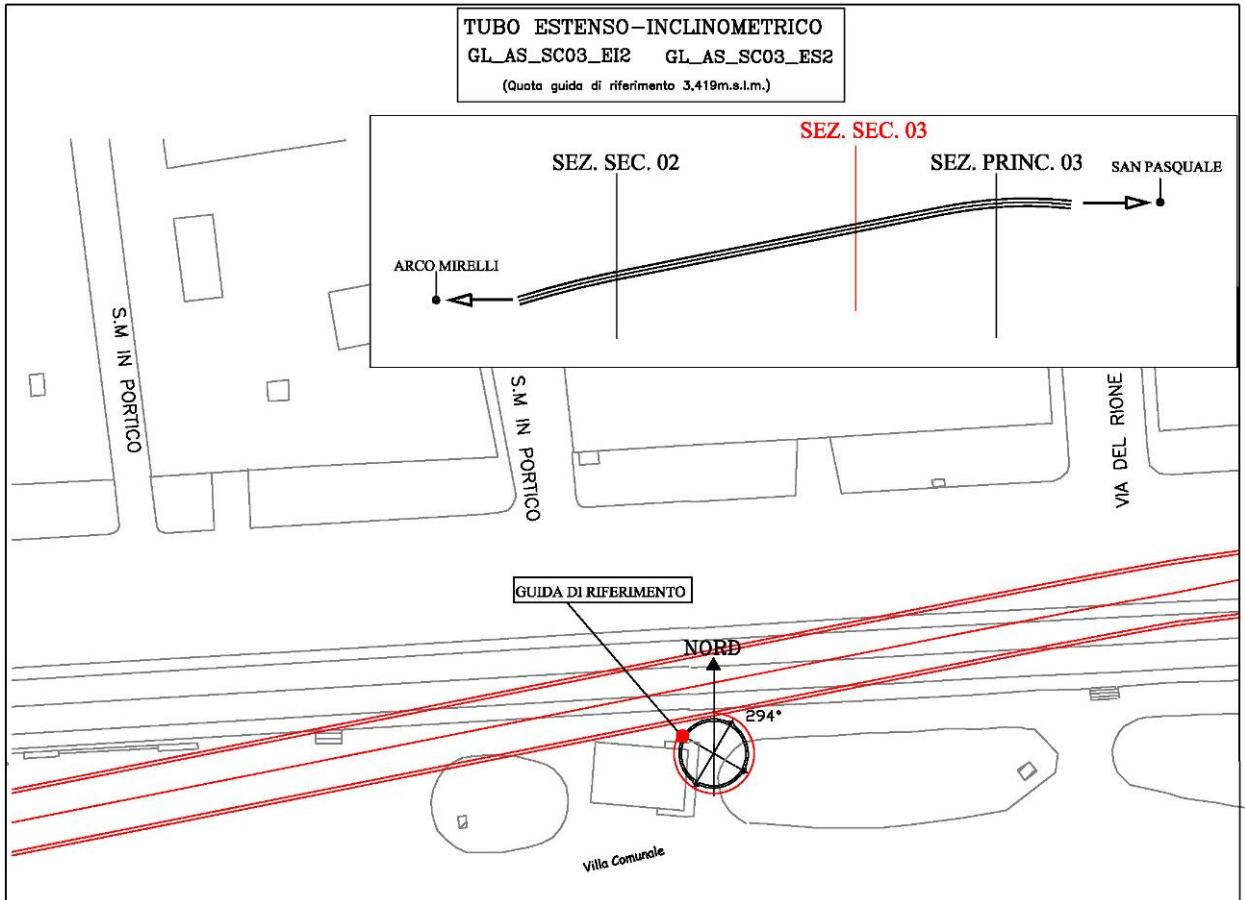 TUBO ESTENSO-INCLINOMETRICO
GL_AS_SC03_EI2 GL_AS_SC03_ES2
(Quota guida di riferimento 3,419m.s.l.m.)
SEZ. SEC. 03
SEZ. SEC. 02
SEZ. PRINC. 03
SAN PASQUALE
ARCO MIRELLI
S.M IN PORTICO
S.M IN PORTICO
VIA DEL RIONE
GUIDA DI RIFERIMENTO
NORD
294°
Villa Comunale